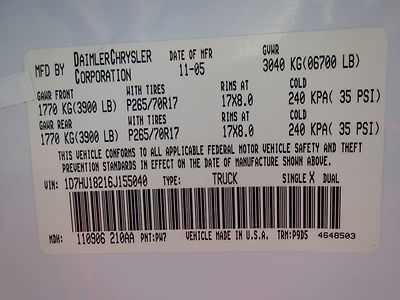 MFD BY DAIMLERCHRYSLER CORPORATION DATE OF MFR 11-05 GVWR 3040 KG(06700 LB)
GAWR FRONT WITH TIRES RIMS AT COLD
1770 KG(3900 LB) P265/70R17 17X8.0 240 KPA( 35 PSI)
GAWR REAR WITH TIRES RIMS AT COLD
1770 KG(3900 LB) P265/70R17 17X8.0 240 KPA( 35 PSI)
THIS VEHICLE CONFORMS TO ALL APPLICABLE FEDERAL MOTOR VEHICLE SAFETY AND
THEFT PREVENTION STANDARDS IN EFFECT ON THE DATE OF MANUFACTURE SHOWN ABOVE.
VIN: 1D7HU18216J155040 TYPE: TRUCK SINGLE X DUAL
MDH: 110906 210AA PNT:PW7 VEHICLE MADE IN U.S.A. TRM:P9D5 4648503